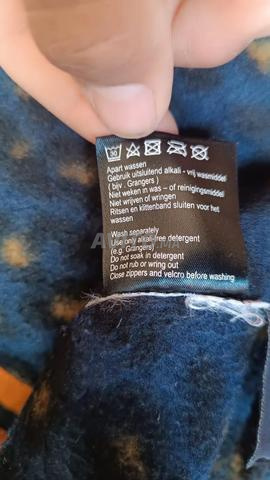 30
Apart wassen
Gebruik uitsluitend alkali - vrij wasmiddel
( bijv . Grangers )
Niet weken in was – of reinigingsmiddel
Niet wrijven of wringen
Ritsen en klittenband sluiten voor het
wassen
Wash separately
Use only alkali-free detergent
(e.g. Grangers)
Do not soak in detergent
Do not rub or wring out
Close zippers and velcro before washing